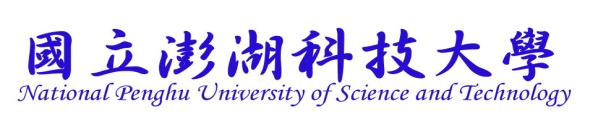 國立澎湖科技大學
National Penghu University of Science and Technology